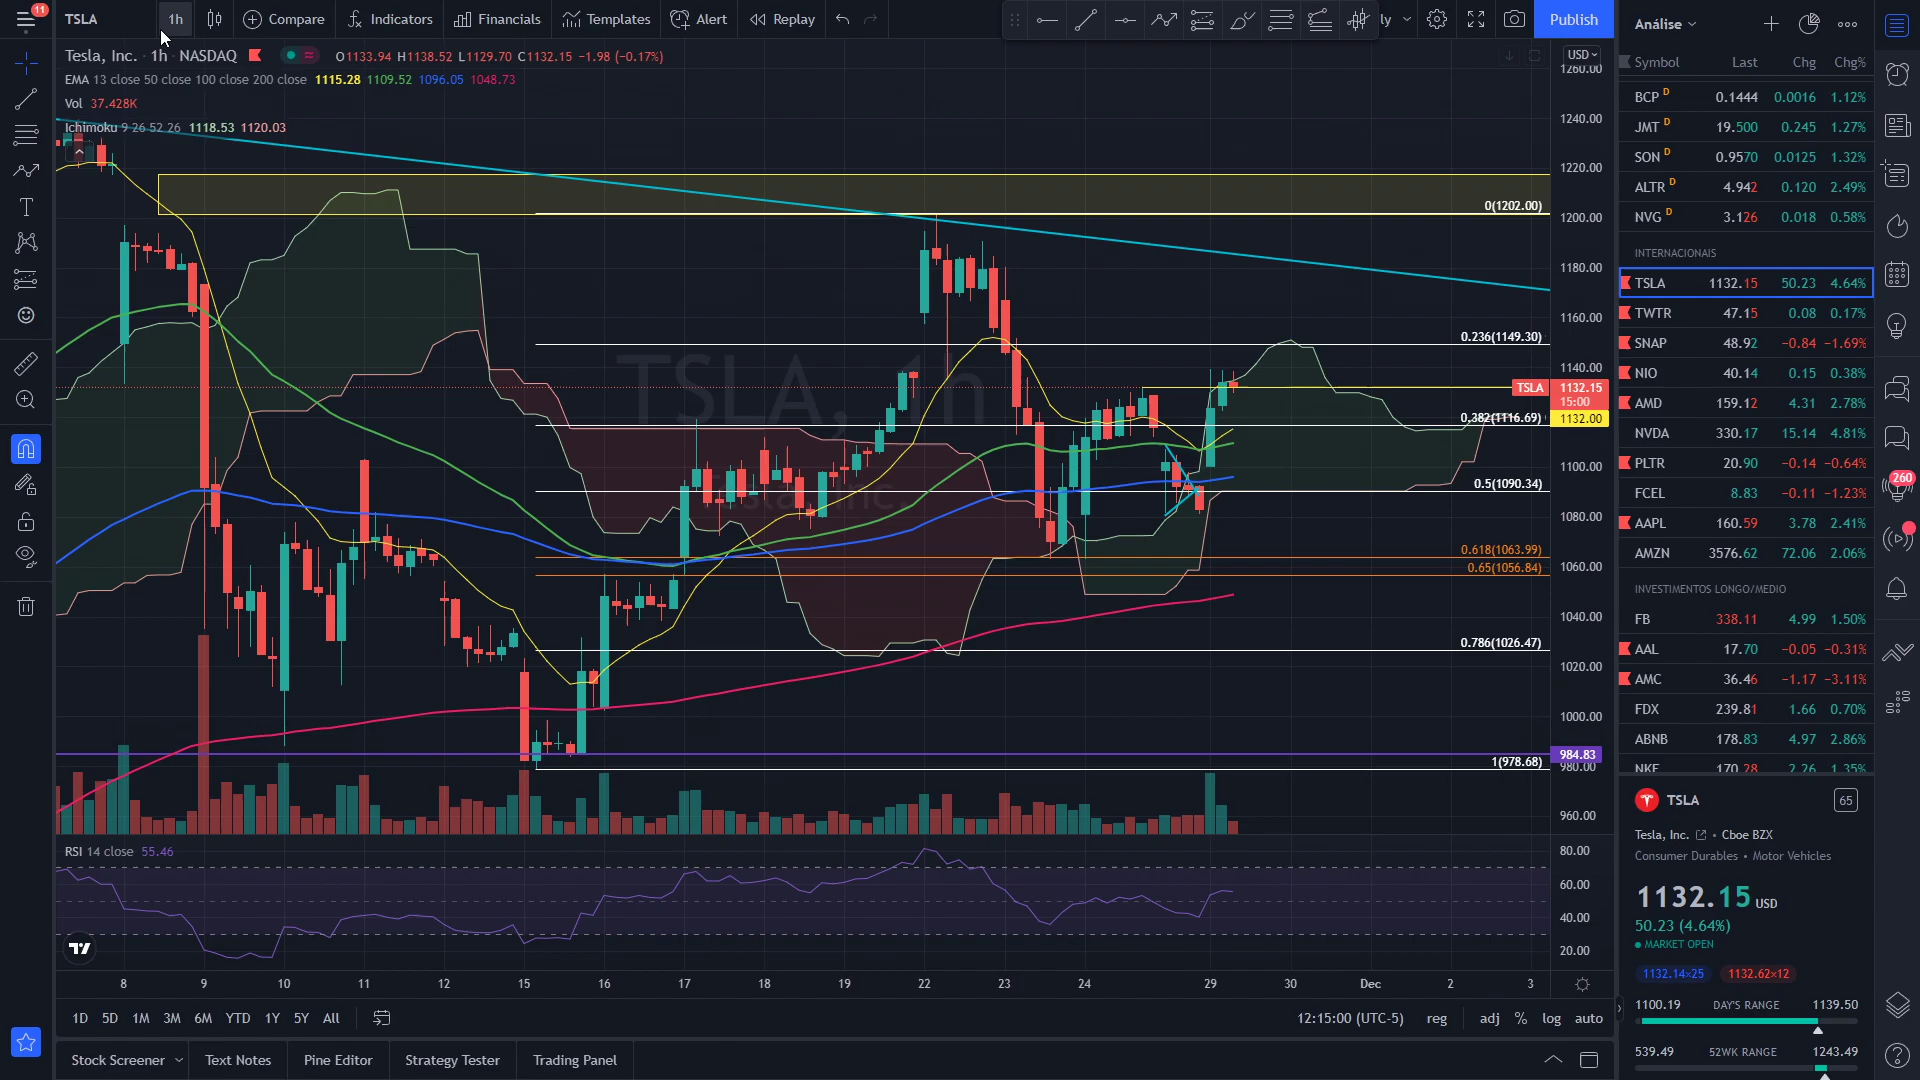 11
TSLA 1h Compare Indicators Financials Templates Alert Replay ly Publish
Tesla, Inc. · 1h · NASDAQ O1133.94 H1138.52 L1129.70 C1132.15 −1.98 (−0.17%)
EMA 13 close 50 close 100 close 200 close 1115.28 1109.52 1096.05 1048.73
Vol 37.428K
Ichimoku 9 26 52 26 1118.53 1120.03
TSLA, 1h
Tesla, Inc.
0(1202.00)
0.236(1149.30)
0.382(1116.69)
0.5(1090.34)
0.618(1063.99)
0.65(1056.84)
0.786(1026.47)
1(978.68)
USD
1260.00
1240.00
1220.00
1200.00
1180.00
1160.00
1140.00
TSLA 1132.15
15:00
1132.00
1100.00
1080.00
1060.00
1040.00
1020.00
1000.00
984.83
980.00
960.00
RSI 14 close 55.46
80.00
60.00
40.00
20.00
8 9 10 11 12 15 16 17 18 19 22 23 24 29 30 Dec 2 3
1D 5D 1M 3M 6M YTD 1Y 5Y All 12:15:00 (UTC-5) reg adj % log auto
Stock Screener Text Notes Pine Editor Strategy Tester Trading Panel
Análise
Symbol Last Chg Chg%
BCP D 0.1444 0.0016 1.12%
JMT D 19.500 0.245 1.27%
SON D 0.9570 0.0125 1.32%
ALTR D 4.942 0.120 2.49%
NVG D 3.126 0.018 0.58%
INTERNACIONAIS
TSLA 1132.15 50.23 4.64%
TWTR 47.15 0.08 0.17%
SNAP 48.92 −0.84 −1.69%
NIO 40.14 0.15 0.38%
AMD 159.12 4.31 2.78%
NVDA 330.17 15.14 4.81%
PLTR 20.90 −0.14 −0.64%
FCEL 8.83 −0.11 −1.23%
AAPL 160.59 3.78 2.41%
AMZN 3576.62 72.06 2.06%
INVESTIMENTOS LONGO/MEDIO
FB 338.11 4.99 1.50%
AAL 17.70 −0.05 −0.31%
AMC 36.46 −1.17 −3.11%
FDX 239.81 1.66 0.70%
ABNB 178.83 4.97 2.86%
NKE 170.28 2.26 1.35%
TSLA 65
Tesla, Inc. • Cboe BZX
Consumer Durables • Motor Vehicles
1132.15 USD
50.23 (4.64%)
MARKET OPEN
1132.14×25 1132.62×12
1100.19 DAY'S RANGE 1139.50
539.49 52WK RANGE 1243.49
260